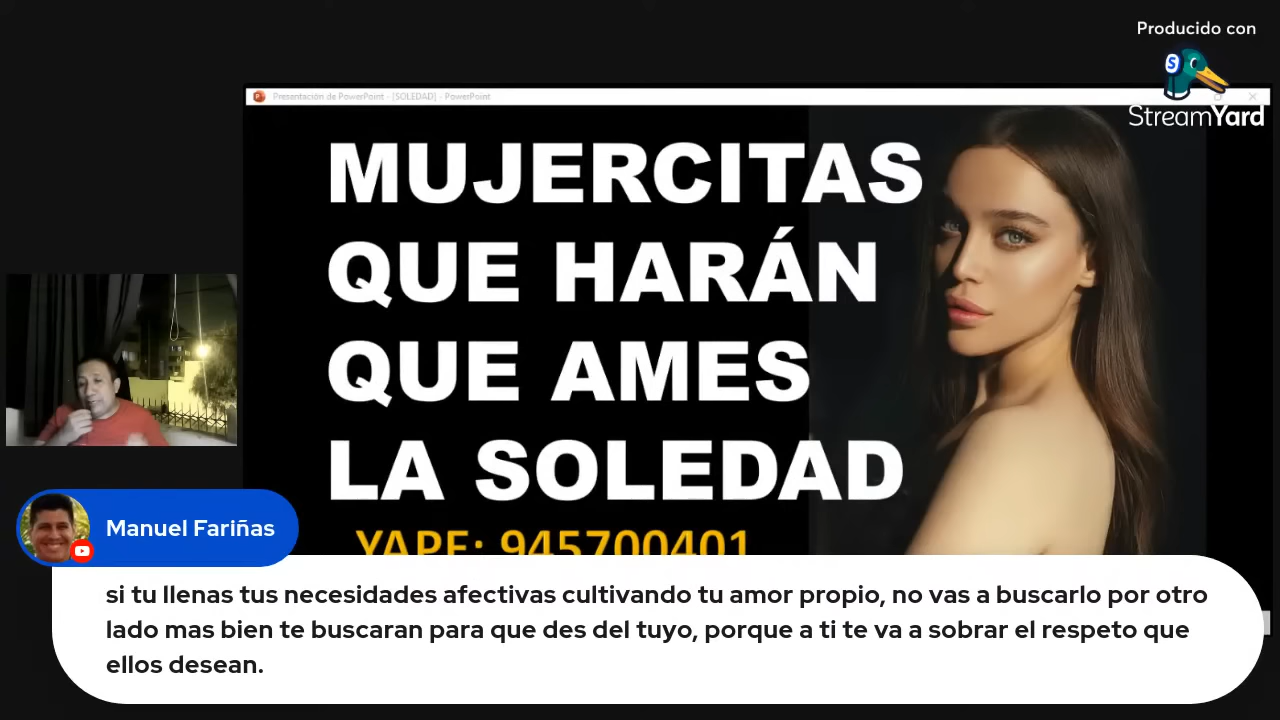 Producido con
StreamYard
Presentación de PowerPoint - [SOLEDAD] - PowerPoint
MUJERCITAS
QUE HARÁN
QUE AMES
LA SOLEDAD
YAPE: 945700401
Manuel Fariñas
si tu llenas tus necesidades afectivas cultivando tu amor propio, no vas a buscarlo por otro
lado mas bien te buscaran para que des del tuyo, porque a ti te va a sobrar el respeto que
ellos desean.